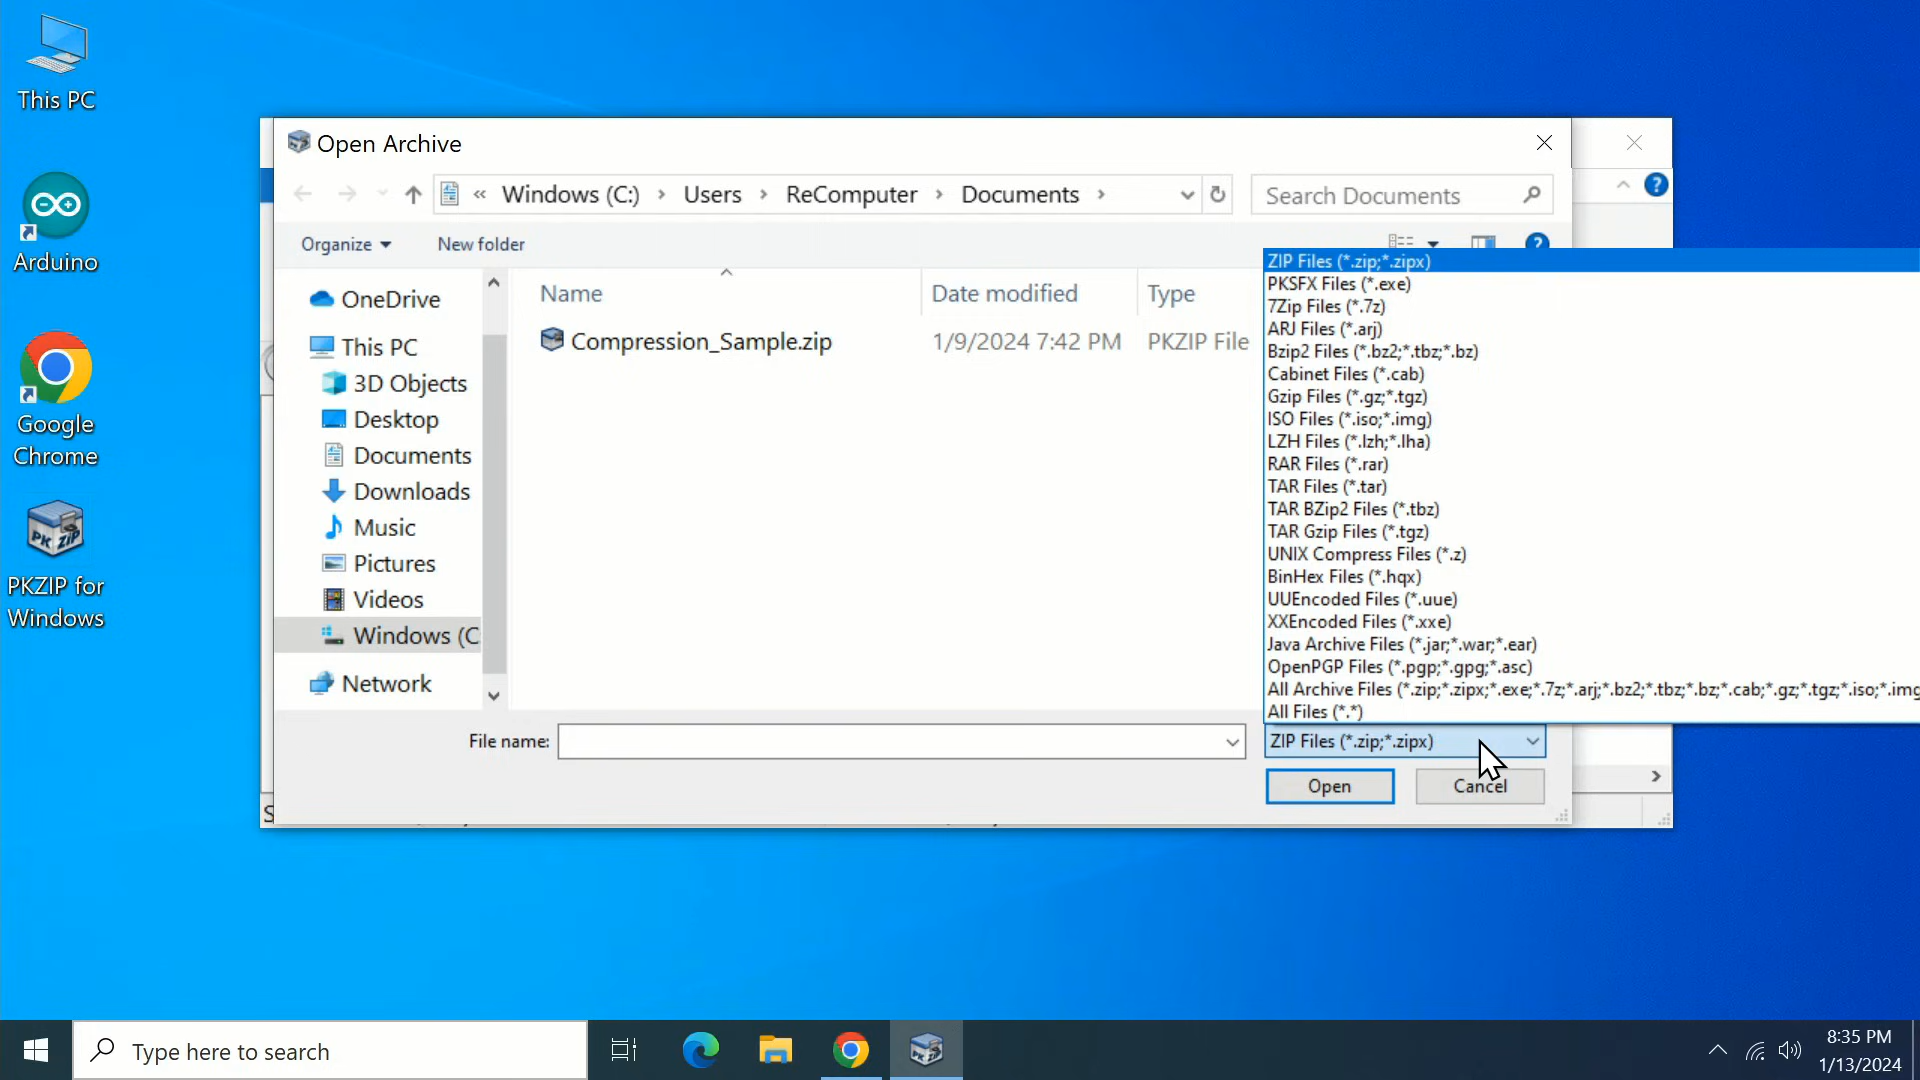 This PC
Arduino
Google
Chrome
PKZIP for
Windows
Open Archive
« Windows (C:) › Users › ReComputer › Documents ›
Search Documents
Organize
New folder
OneDrive
This PC
3D Objects
Desktop
Documents
Downloads
Music
Pictures
Videos
Windows (C
Network
Name
Date modified
Type
Compression_Sample.zip
1/9/2024 7:42 PM
PKZIP File
ZIP Files (*.zip;*.zipx)
PKSFX Files (*.exe)
7Zip Files (*.7z)
ARJ Files (*.arj)
Bzip2 Files (*.bz2;*.tbz;*.bz)
Cabinet Files (*.cab)
Gzip Files (*.gz;*.tgz)
ISO Files (*.iso;*.img)
LZH Files (*.lzh;*.lha)
RAR Files (*.rar)
TAR Files (*.tar)
TAR BZip2 Files (*.tbz)
TAR Gzip Files (*.tgz)
UNIX Compress Files (*.z)
BinHex Files (*.hqx)
UUEncoded Files (*.uue)
XXEncoded Files (*.xxe)
Java Archive Files (*.jar;*.war;*.ear)
OpenPGP Files (*.pgp;*.gpg;*.asc)
All Archive Files (*.zip;*.zipx;*.exe;*.7z;*.arj;*.bz2;*.tbz;*.bz;*.cab;*.gz;*.tgz;*.iso;*.img
All Files (*.*)
File name:
ZIP Files (*.zip;*.zipx)
Open
Cancel
Type here to search
8:35 PM
1/13/2024